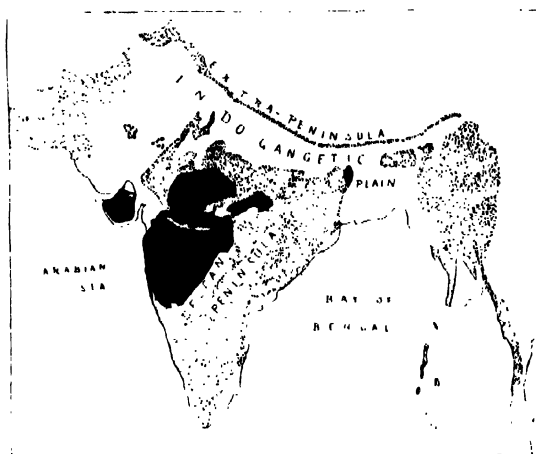 EXTRA-PENINSULA
INDO GANGETIC
PLAIN
PENINSULA
ARABIAN
SEA
BAY OF
BENGAL